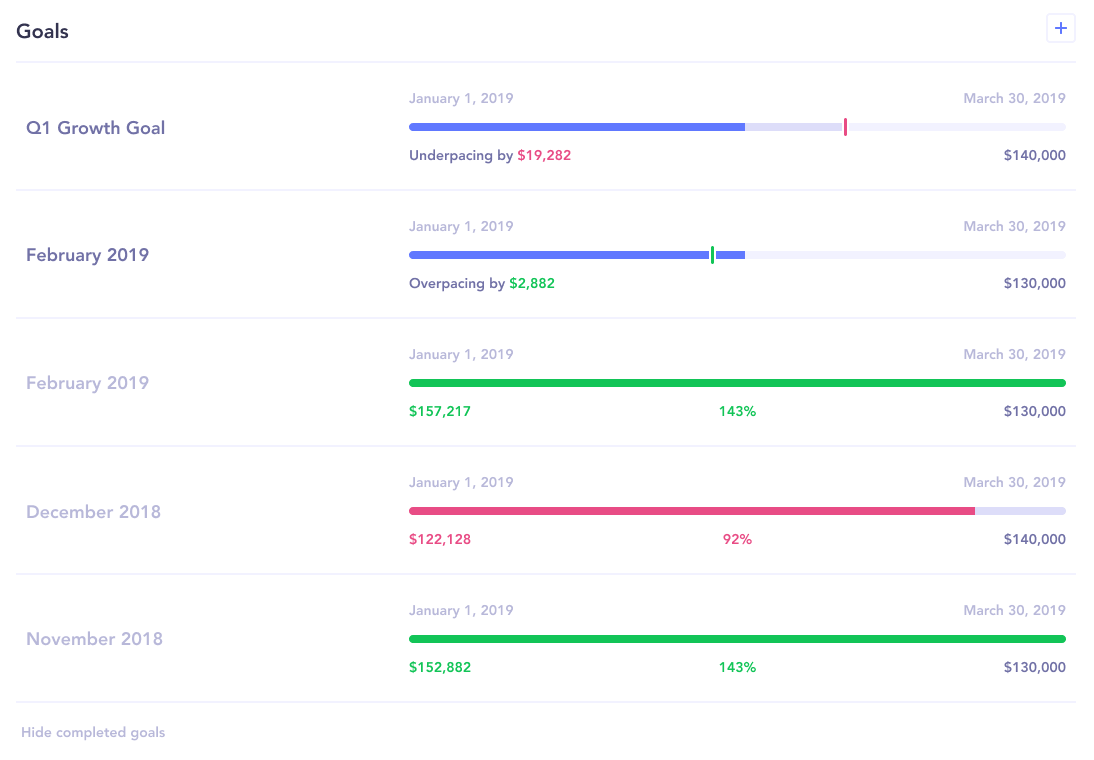 Goals
+
January 1, 2019 March 30, 2019
Q1 Growth Goal
Underpacing by $19,282 $140,000
January 1, 2019 March 30, 2019
February 2019
Overpacing by $2,882 $130,000
January 1, 2019 March 30, 2019
February 2019
$157,217 143% $130,000
January 1, 2019 March 30, 2019
December 2018
$122,128 92% $140,000
January 1, 2019 March 30, 2019
November 2018
$152,882 143% $130,000
Hide completed goals